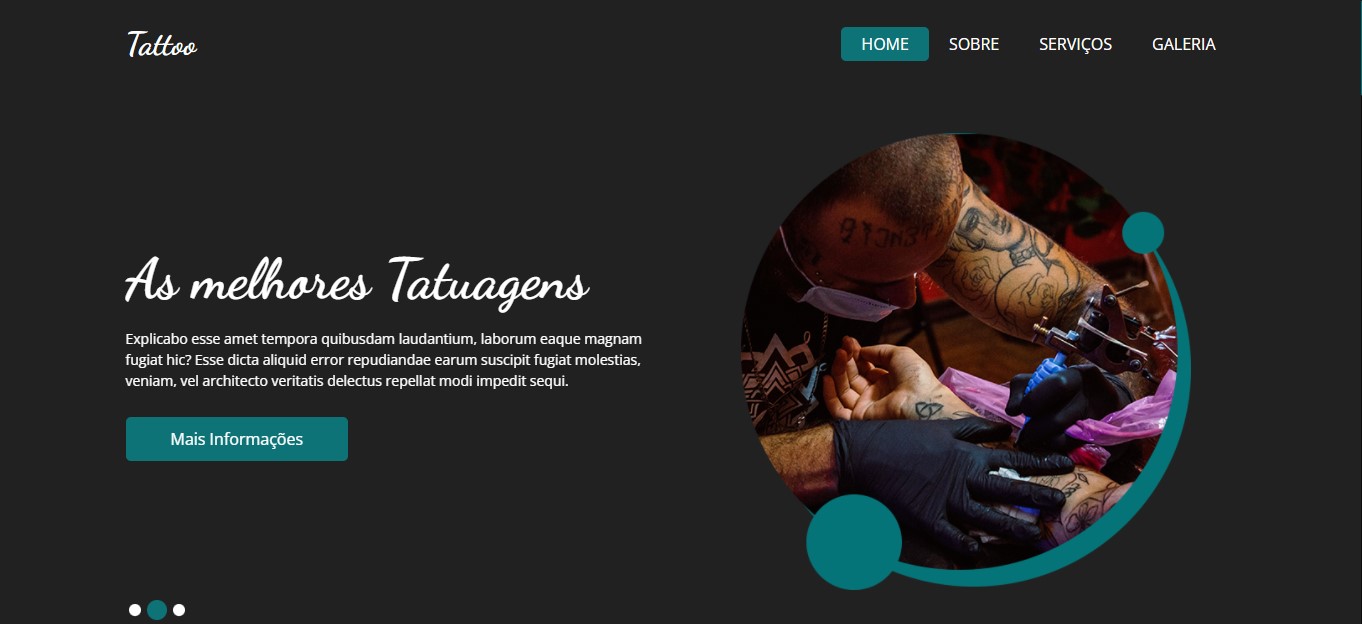 Tattoo
HOME SOBRE SERVIÇOS GALERIA
As melhores Tatuagens
Explicabo esse amet tempora quibusdam laudantium, laborum eaque magnam
fugiat hic? Esse dicta aliquid error repudiandae earum suscipit fugiat molestias,
veniam, vel architecto veritatis delectus repellat modi impedit sequi.
Mais Informações